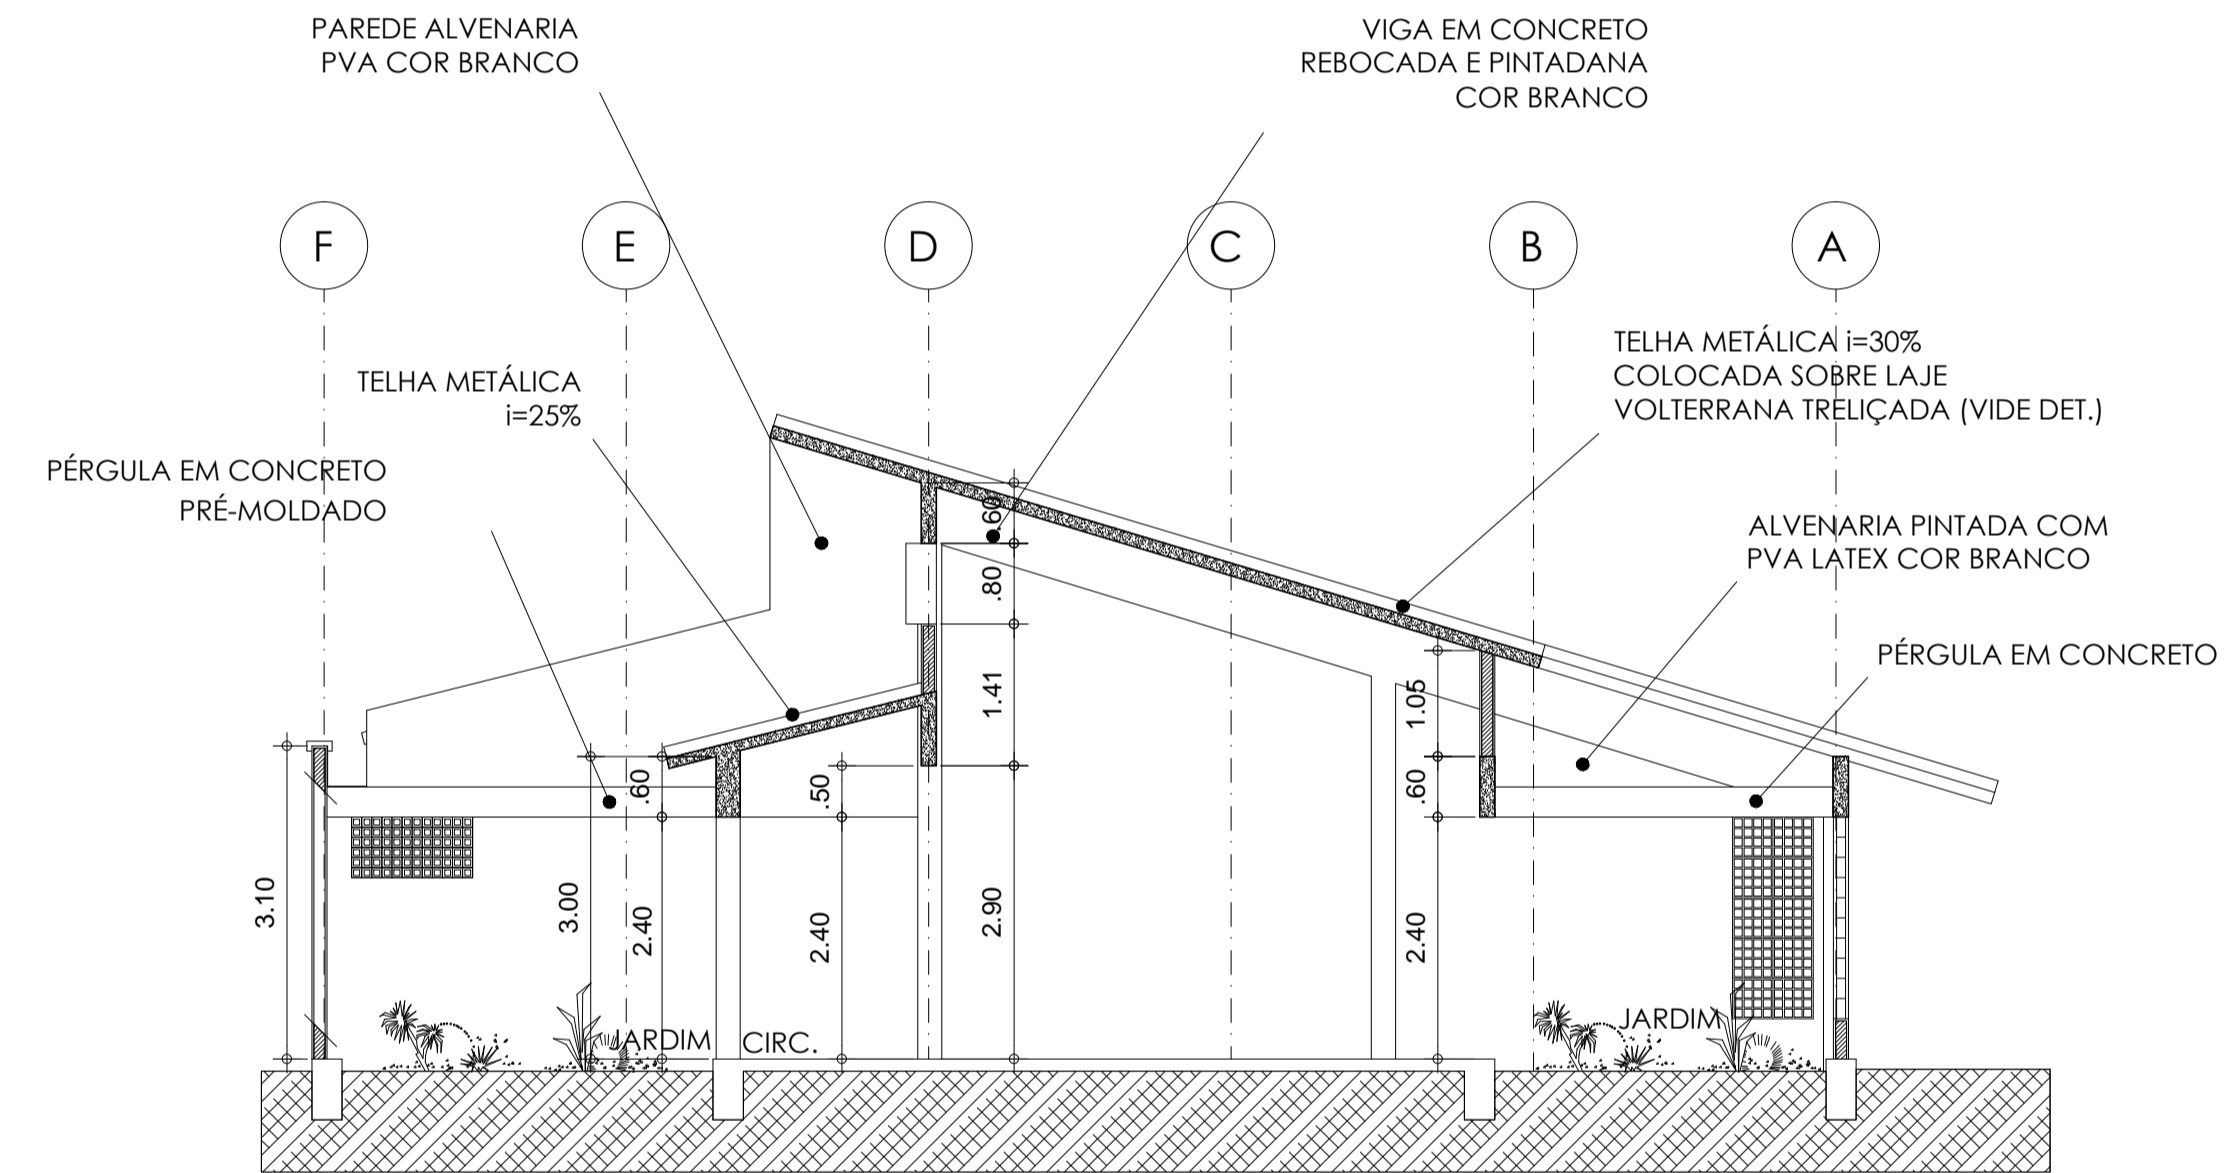 PAREDE ALVENARIA
PVA COR BRANCO
VIGA EM CONCRETO
REBOCADA E PINTADANA
COR BRANCO
F
E
D
C
B
A
TELHA METÁLICA i=30%
COLOCADA SOBRE LAJE
VOLTERRANA TRELIÇADA (VIDE DET.)
TELHA METÁLICA
i=25%
PÉRGULA EM CONCRETO
PRÉ-MOLDADO
ALVENARIA PINTADA COM
PVA LATEX COR BRANCO
PÉRGULA EM CONCRETO
.60
.80
1.41
1.05
.60
.50
.60
3.10
3.00
2.40
2.40
2.90
2.40
JARDIM
CIRC.
JARDIM